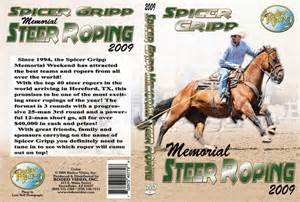 SPICER GRIPP
Memorial
STEER ROPING
2009
Since 1994, the Spicer Gripp
Memorial Weekend has attracted
the best teams and ropers from all
over the world!
With the top 40 steer ropers in the
world arriving in Hereford, TX, this
promises to be one of the most excit-
ing steer ropings of the year! The
format is 3 rounds with a progres-
sive 25-man 3rd round and a power-
ful 12-man short go, all for over
$40,000 in cash and prizes!
With great friends, family and
ropers carrying on the name of
Spicer Gripp you definitely need to
tune in to see which roper will come
out on top!
Color
RODEO VIDEO, INC.
2009
SPICER GRIPP
Memorial
STEER ROPING
2009
SPICER
GRIPP
Memorial
STEER ROPING
2009